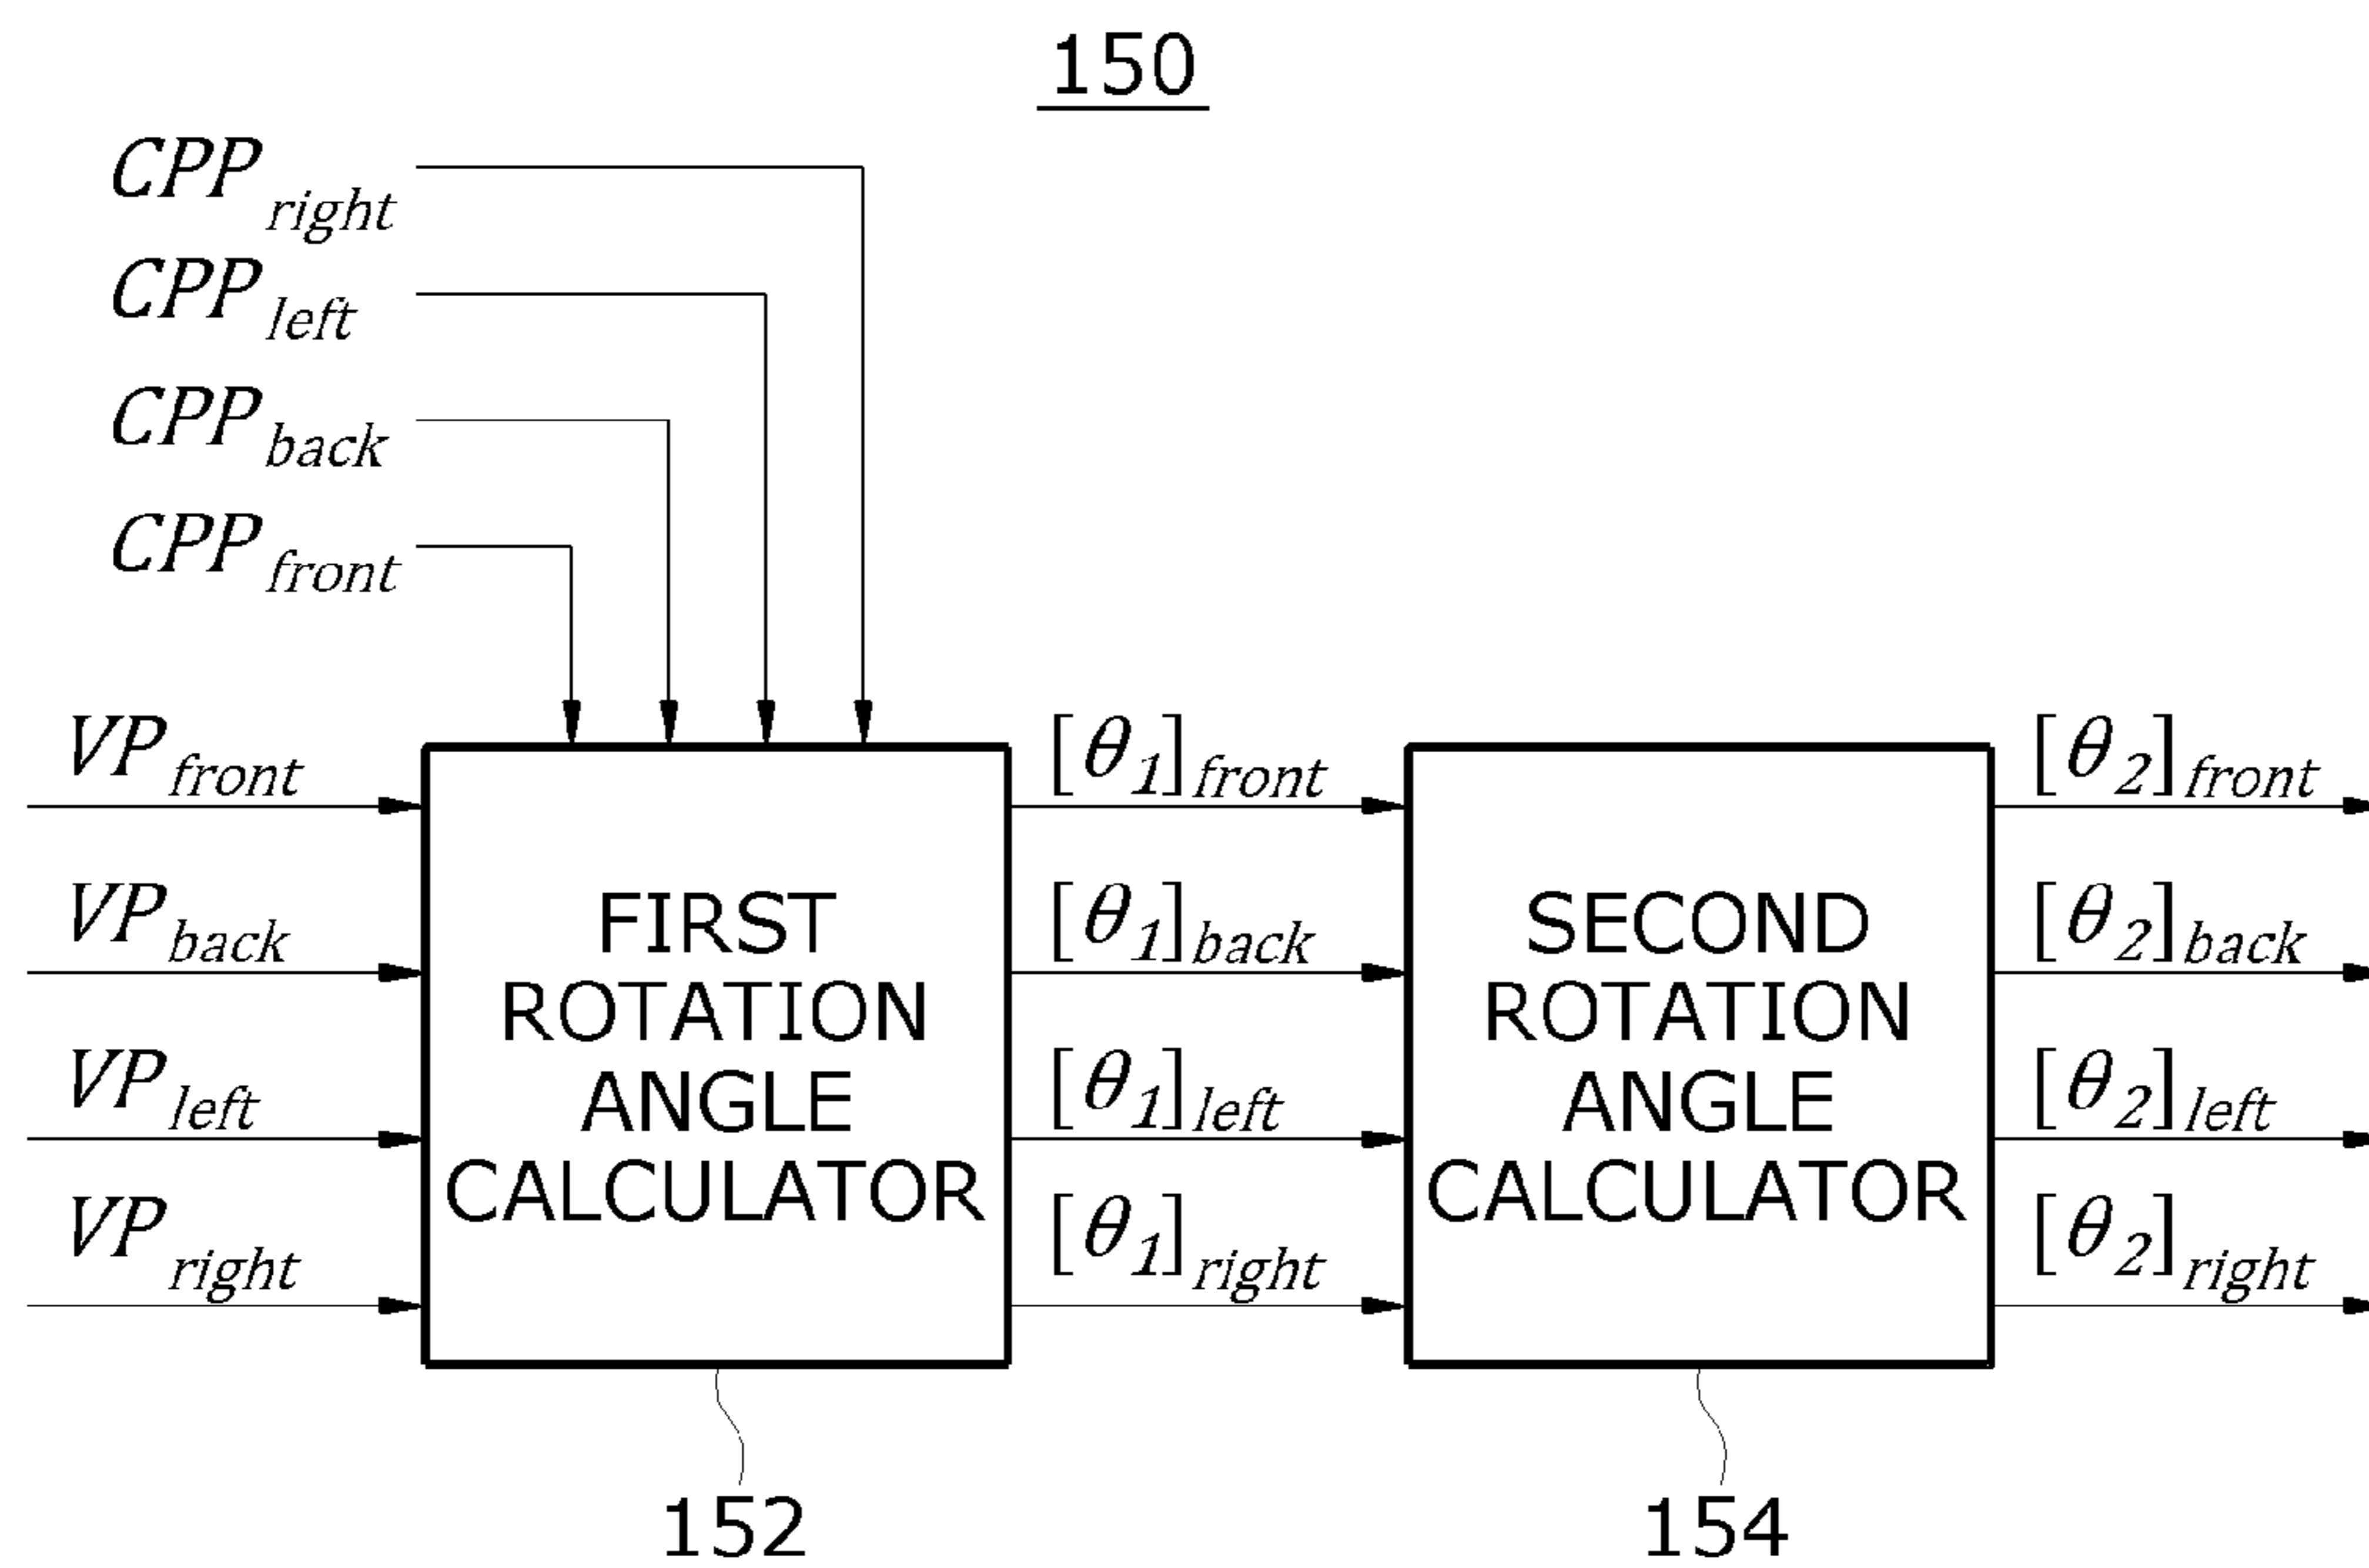 150
CPP right
CPP left
CPP back
CPP front
VP front
VP back
VP left
VP right
FIRST
ROTATION
ANGLE
CALCULATOR
[θ1]front
[θ1]back
[θ1]left
[θ1]right
SECOND
ROTATION
ANGLE
CALCULATOR
[θ2]front
[θ2]back
[θ2]left
[θ2]right
152
154